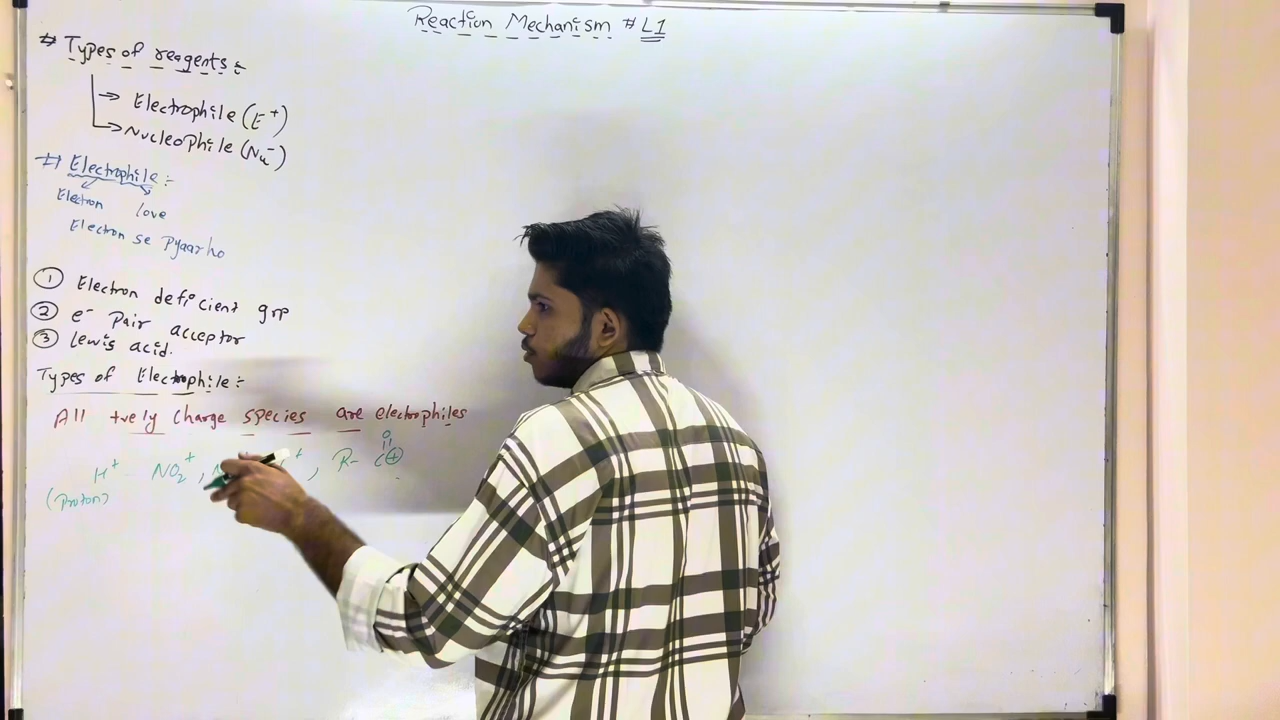 Reaction Mechanism # L1
# Types of reagents :-
→ Electrophile (E⁺)
→ Nucleophile (Nu⁻)
# Electrophile :-
Electron love
Electron se Pyaar ho
① Electron deficient grp
② e⁻ Pair acceptor
③ lewis acid.
Types of Electrophile :-
All +vely charge species are electrophiles
O
H⁺ NO₂⁺ , ⁺ , R- C⊕
(Proton)